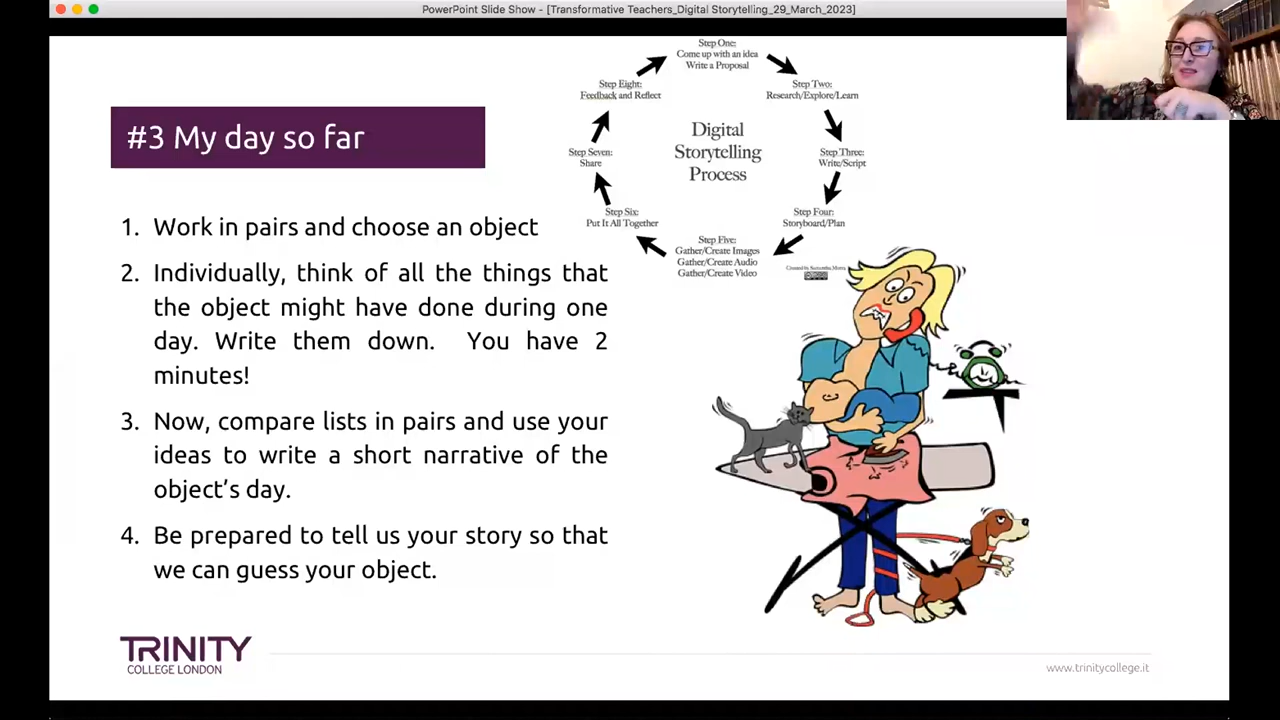 PowerPoint Slide Show - [Transformative Teachers_Digital Storytelling_29_March_2023]
#3 My day so far
Step One:
Come up with an idea
Write a Proposal
Step Two:
Research/Explore/Learn
Step Three:
Write/Script
Step Four:
Storyboard/Plan
Step Five:
Gather/Create Images
Gather/Create Audio
Gather/Create Video
Step Six:
Put It All Together
Step Seven:
Share
Step Eight:
Feedback and Reflect
Digital
Storytelling
Process
Created by Samantha Morra
1. Work in pairs and choose an object
2. Individually, think of all the things that
the object might have done during one
day. Write them down. You have 2
minutes!
3. Now, compare lists in pairs and use your
ideas to write a short narrative of the
object's day.
4. Be prepared to tell us your story so that
we can guess your object.
TRINITY
COLLEGE LONDON
www.trinitycollege.it